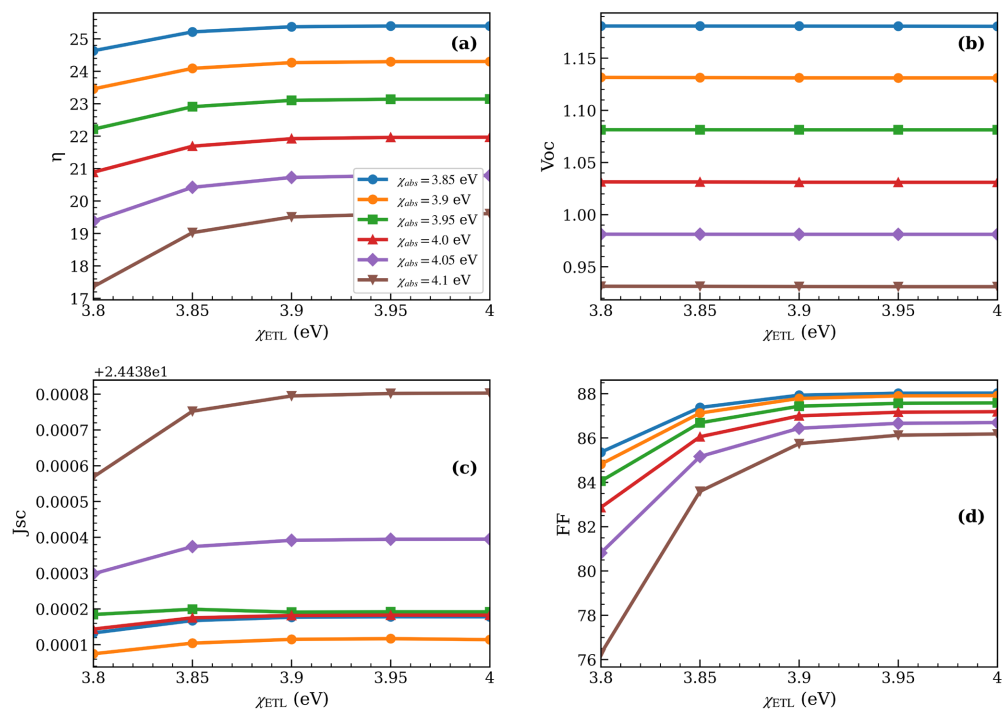 25
24
23
22
21
20
19
18
17
η
(a)
χabs=3.85 eV
χabs=3.9 eV
χabs=3.95 eV
χabs=4.0 eV
χabs=4.05 eV
χabs=4.1 eV
3.8 3.85 3.9 3.95 4
χETL (eV)
1.15
1.10
1.05
1.00
0.95
Voc
(b)
3.8 3.85 3.9 3.95 4
χETL (eV)
+2.4438e1
0.0008
0.0007
0.0006
0.0005
0.0004
0.0003
0.0002
0.0001
Jsc
(c)
3.8 3.85 3.9 3.95 4
χETL (eV)
88
86
84
82
80
78
76
FF
(d)
3.8 3.85 3.9 3.95 4
χETL (eV)